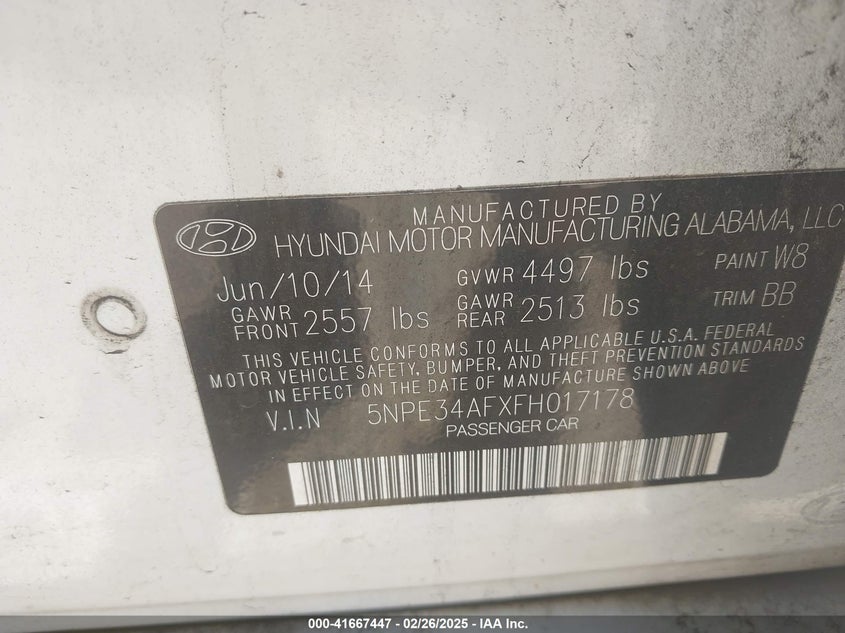 MANUFACTURED BY
HYUNDAI MOTOR MANUFACTURING ALABAMA, LLC
Jun/10/14 GVWR 4497 lbs PAINT W8
GAWR FRONT 2557 lbs GAWR REAR 2513 lbs TRIM BB
THIS VEHICLE CONFORMS TO ALL APPLICABLE U.S.A. FEDERAL
MOTOR VEHICLE SAFETY, BUMPER, AND THEFT PREVENTION STANDARDS
IN EFFECT ON THE DATE OF MANUFACTURE SHOWN ABOVE
V.I.N 5NPE34AFXFH017178
PASSENGER CAR
000-41667447 - 02/26/2025 - IAA Inc.